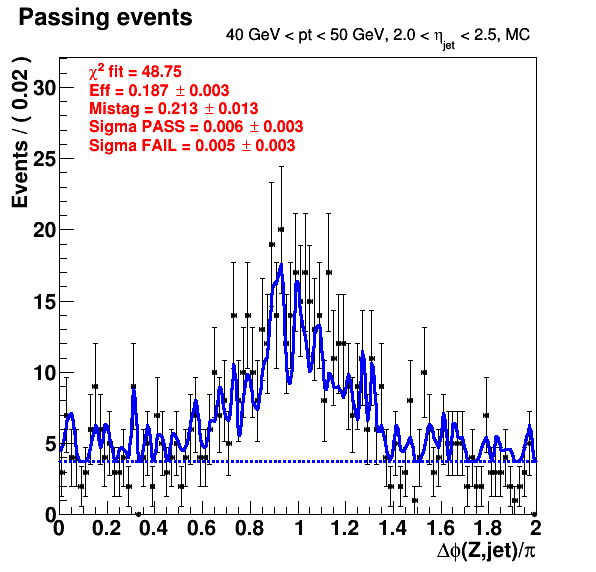 Passing events
40 GeV < pt < 50 GeV, 2.0 < η_jet < 2.5, MC
χ² fit = 48.75
Eff = 0.187 ± 0.003
Mistag = 0.213 ± 0.013
Sigma PASS = 0.006 ± 0.003
Sigma FAIL = 0.005 ± 0.003
Events / ( 0.02 )
30
25
20
15
10
5
0
0 0.2 0.4 0.6 0.8 1 1.2 1.4 1.6 1.8 2
Δϕ(Z,jet)/π